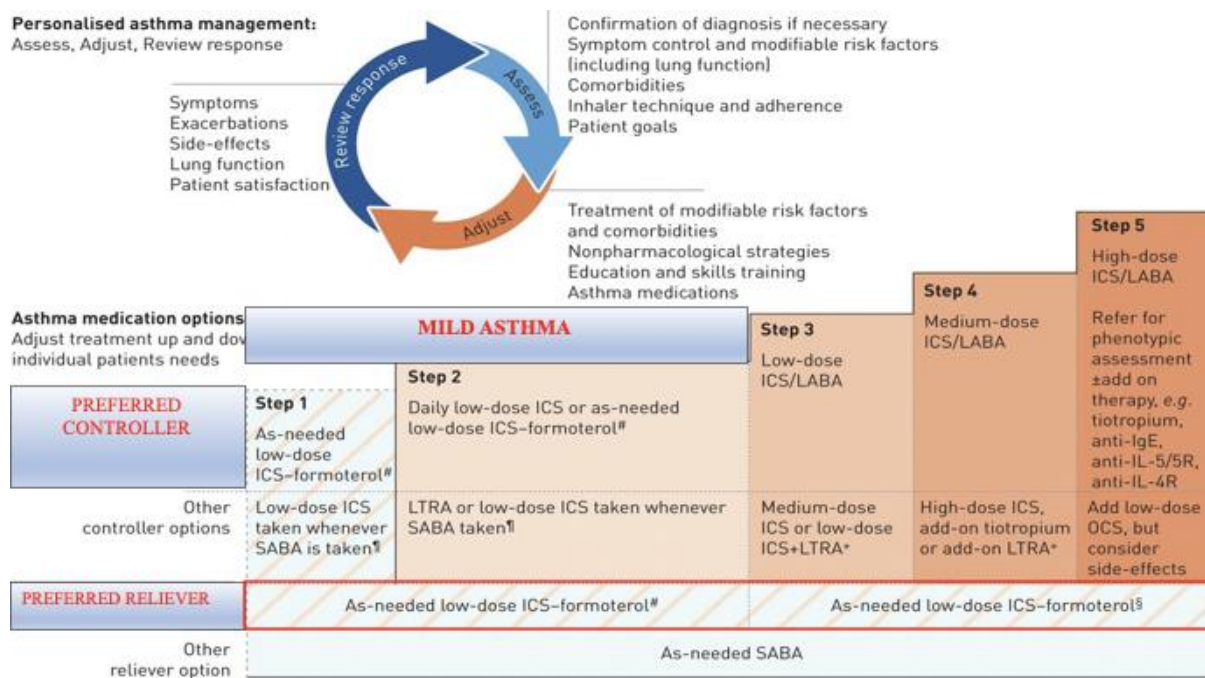 Personalised asthma management:
Assess, Adjust, Review response
Symptoms
Exacerbations
Side-effects
Lung function
Patient satisfaction
Review response
Assess
Adjust
Confirmation of diagnosis if necessary
Symptom control and modifiable risk factors
(including lung function)
Comorbidities
Inhaler technique and adherence
Patient goals
Treatment of modifiable risk factors
and comorbidities
Nonpharmacological strategies
Education and skills training
Asthma medications
Asthma medication options
Adjust treatment up and dov
individual patients needs
MILD ASTHMA
PREFERRED
CONTROLLER
Step 1
As-needed
low-dose
ICS–formoterol#
Step 2
Daily low-dose ICS or as-needed
low-dose ICS–formoterol#
Step 3
Low-dose
ICS/LABA
Step 4
Medium-dose
ICS/LABA
Step 5
High-dose
ICS/LABA
Refer for
phenotypic
assessment
±add on
therapy, e.g.
tiotropium,
anti-IgE,
anti-IL-5/5R,
anti-IL-4R
Other
controller options
Low-dose ICS
taken whenever
SABA is taken¶
LTRA or low-dose ICS taken whenever
SABA taken¶
Medium-dose
ICS or low-dose
ICS+LTRA+
High-dose ICS,
add-on tiotropium
or add-on LTRA+
Add low-dose
OCS, but
consider
side-effects
PREFERRED RELIEVER
As-needed low-dose ICS–formoterol#
As-needed low-dose ICS–formoterol§
Other
reliever option
As-needed SABA